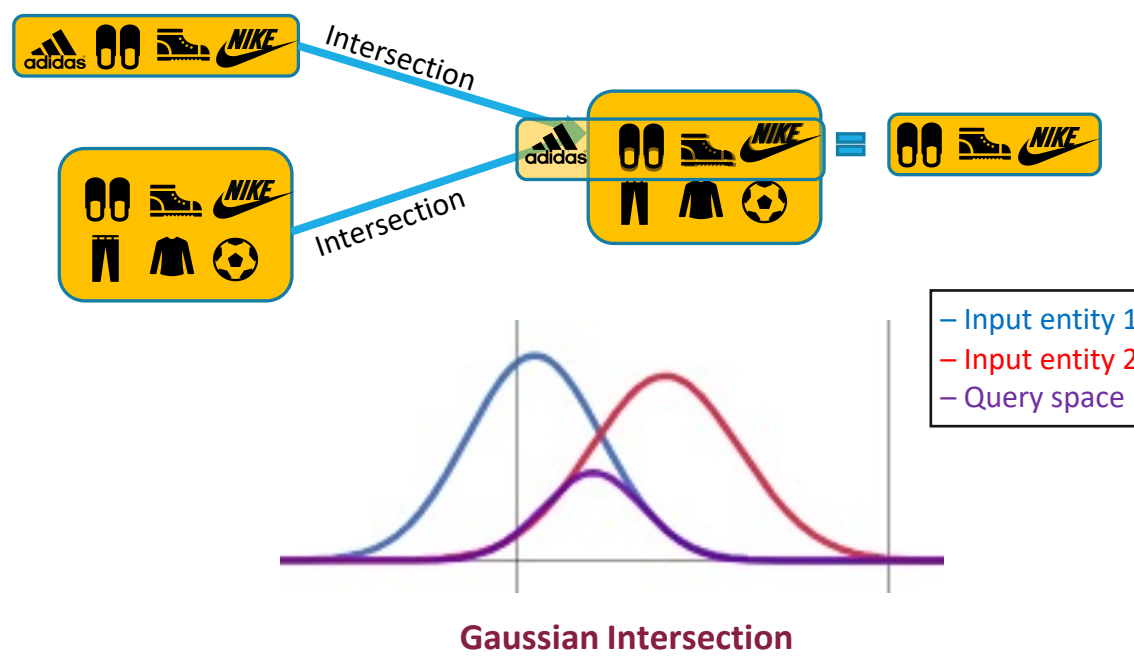 adidas
NIKE
Intersection
NIKE
Intersection
adidas
NIKE
NIKE
– Input entity 1
– Input entity 2
– Query space
Gaussian Intersection